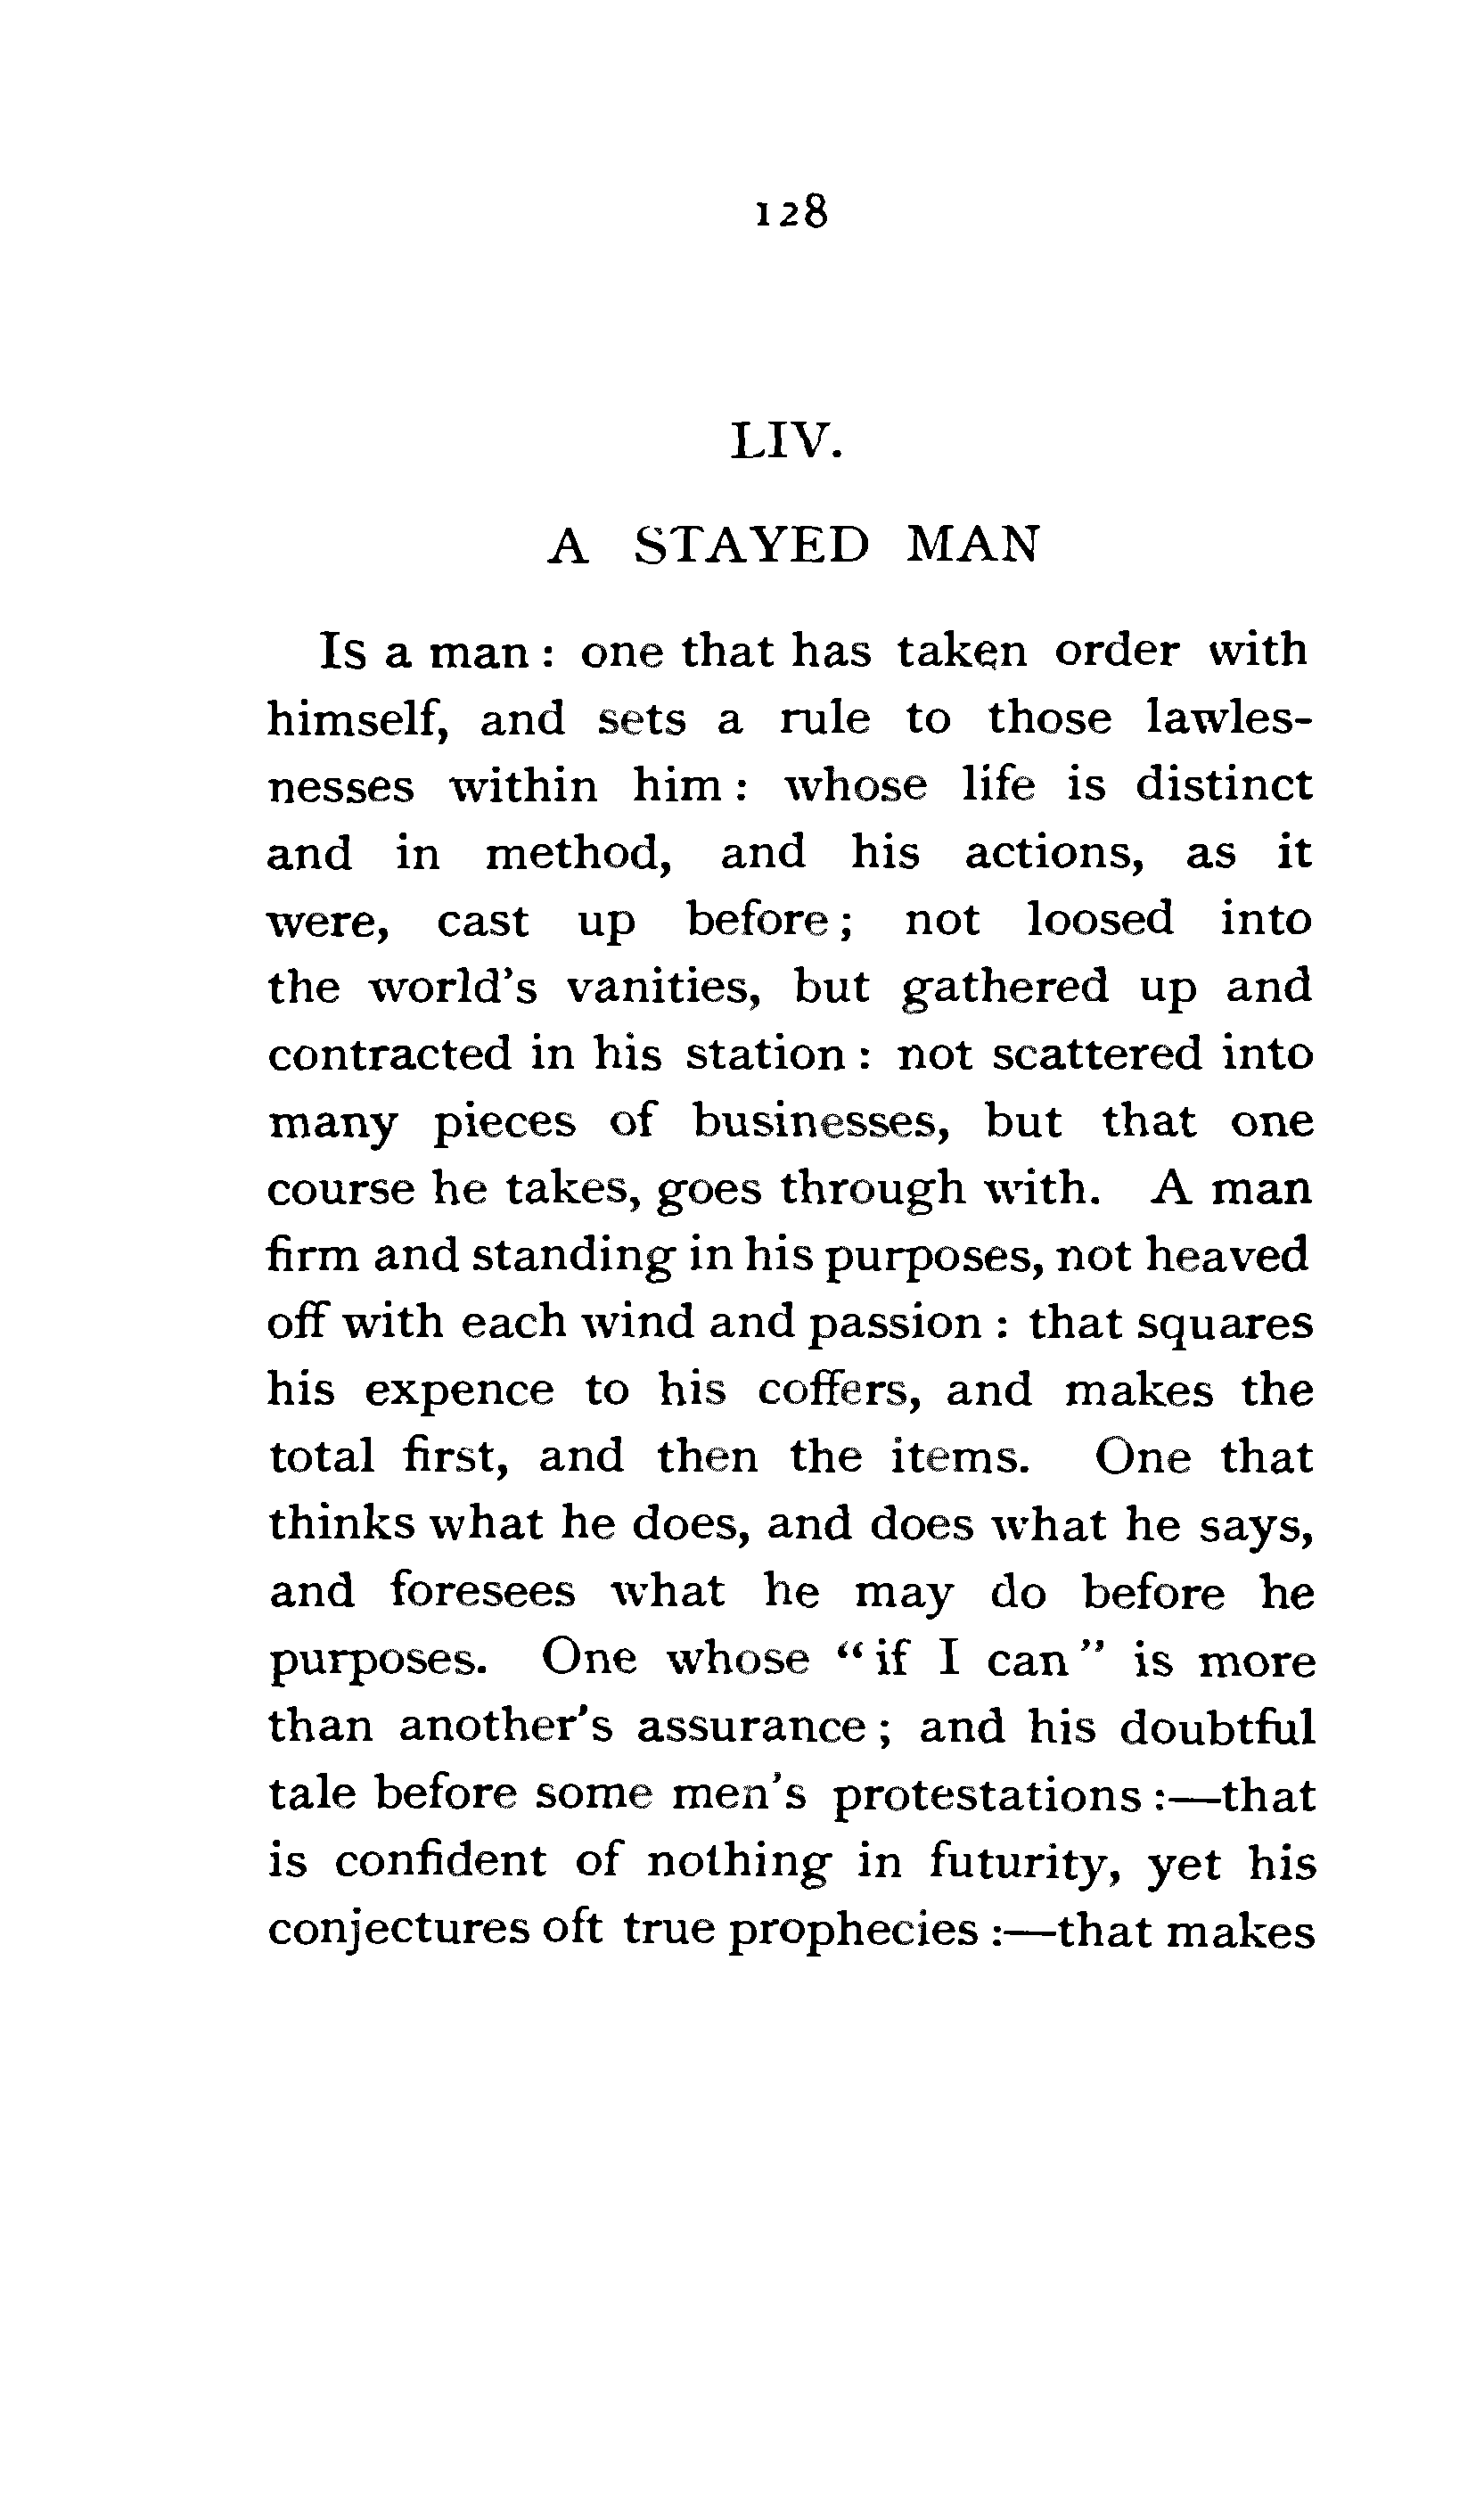 128
LIV.
A STAYED MAN
Is a man : one that has taken order with
himself, and sets a rule to those lawles-
nesses within him : whose life is distinct
and in method, and his actions, as it
were, cast up before ; not loosed into
the world's vanities, but gathered up and
contracted in his station : not scattered into
many pieces of businesses, but that one
course he takes, goes through with. A man
firm and standing in his purposes, not heaved
off with each wind and passion : that squares
his expence to his coffers, and makes the
total first, and then the items. One that
thinks what he does, and does what he says,
and foresees what he may do before he
purposes. One whose “if I can” is more
than another's assurance ; and his doubtful
tale before some men's protestations :—that
is confident of nothing in futurity, yet his
conjectures oft true prophecies :—that makes